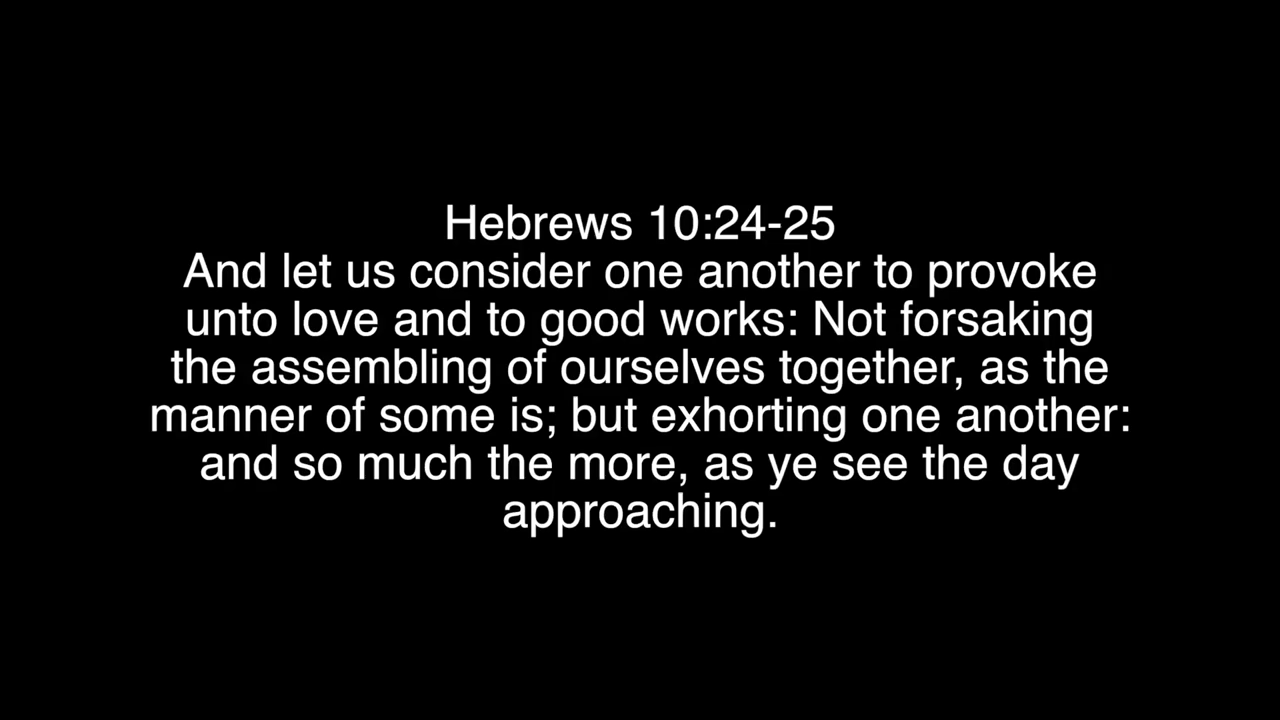 Hebrews 10:24-25
And let us consider one another to provoke
unto love and to good works: Not forsaking
the assembling of ourselves together, as the
manner of some is; but exhorting one another:
and so much the more, as ye see the day
approaching.